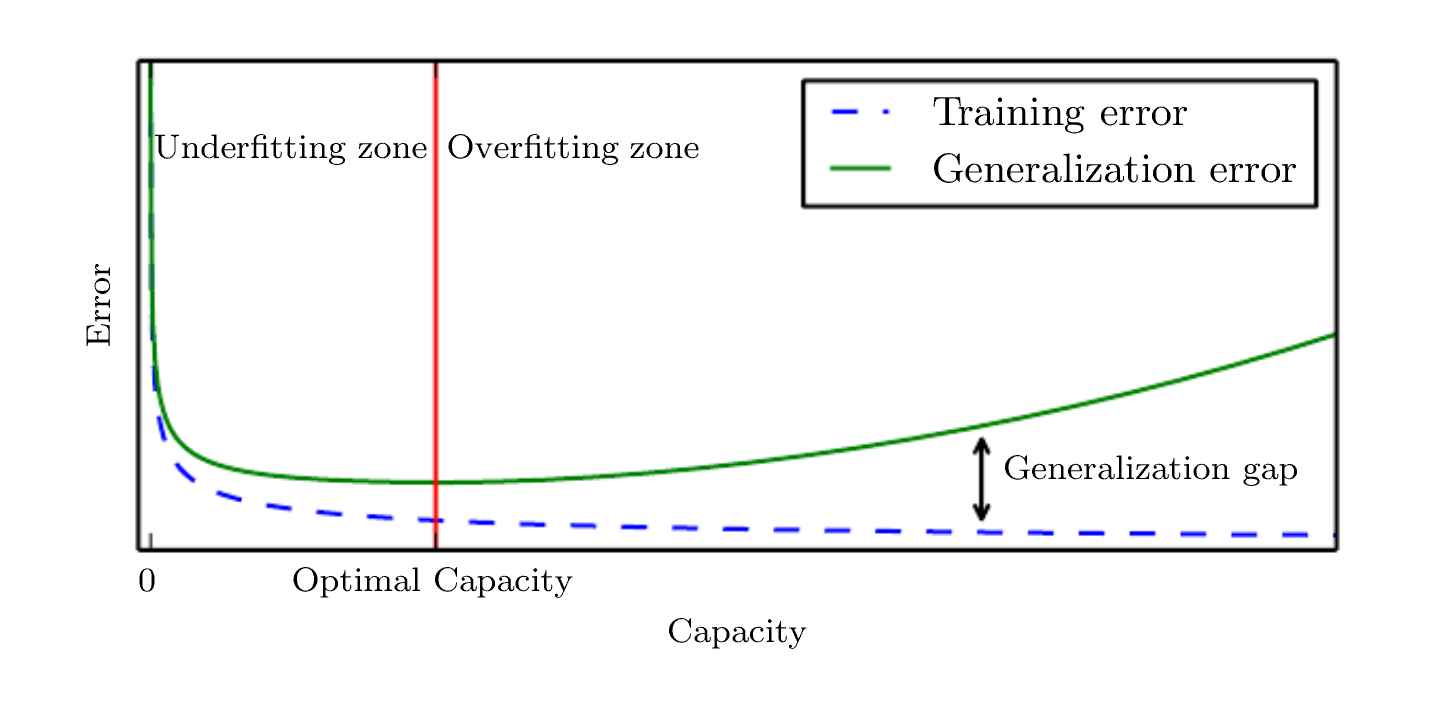 Training error
Generalization error
Underfitting zone
Overfitting zone
Error
Generalization gap
0
Optimal Capacity
Capacity